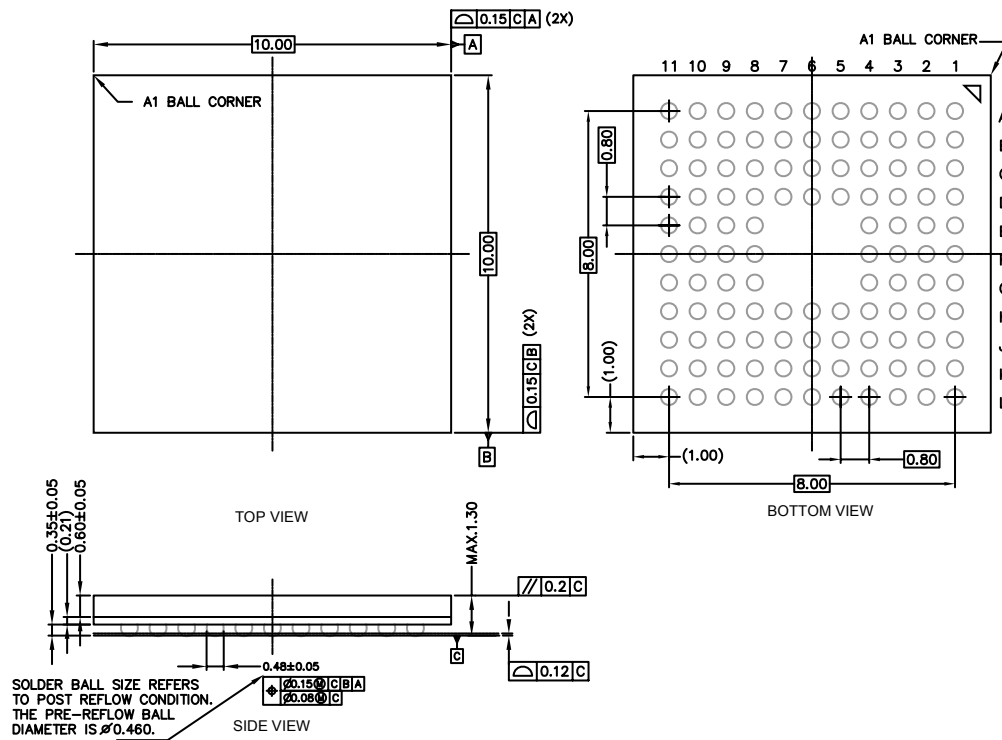 0.15 C A (2X)
10.00
A
A1 BALL CORNER
10.00
0.15 C B (2X)
B
TOP VIEW
A1 BALL CORNER
11 10 9 8 7 6 5 4 3 2 1
A
0.80
8.00
J
(1.00)
(1.00)
0.80
8.00
BOTTOM VIEW
0.35±0.05
(0.21)
0.60±0.05
MAX.1.30
// 0.2 C
C
0.12 C
0.48±0.05
⌀0.15Ⓜ C B A
⌀0.08Ⓜ C
SOLDER BALL SIZE REFERS
TO POST REFLOW CONDITION.
THE PRE-REFLOW BALL
DIAMETER IS ⌀0.460.
SIDE VIEW